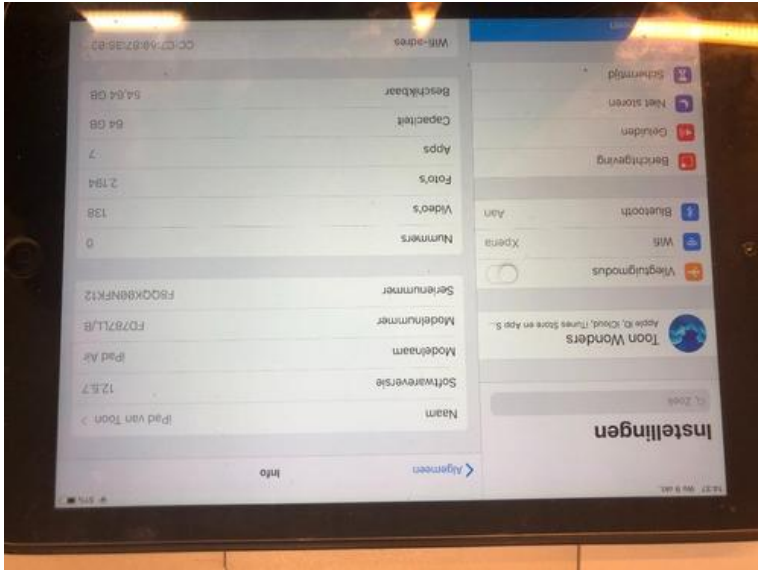 14:37 Wo 9 okt.
51%
Instellingen
Zoek
Toon Wonders
Apple ID, iCloud, iTunes Store en App S...
Vliegtuigmodus
Wifi Xperia
Bluetooth Aan
Berichtgeving
Geluiden
Niet storen
Schermtijd
Algemeen
Info
Naam iPad van Toon
Softwareversie 12.5.7
Modelnaam iPad Air
Modelnummer FD787LL/B
Serienummer
Nummers 0
Video's 138
Foto's 2.194
Apps 7
Capaciteit 64 GB
Beschikbaar 54,64 GB
Wifi-adres